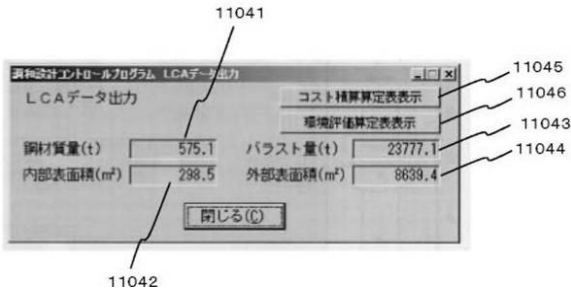 11041
調和設計コントロールプログラム LCAデータ出力
11045
LCAデータ出力
コスト積算算定表表示
11046
環境評価算定表表示
11043
鋼材質量(t) 575.1 バラスト量(t) 23777.1
11044
内部表面積(m²) 298.5 外部表面積(m²) 8639.4
閉じる(C)
11042